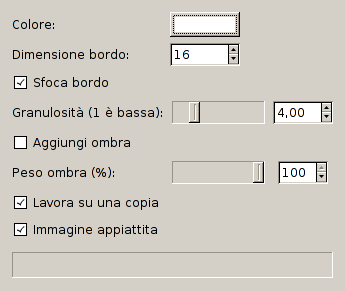 Colore:
Dimensione bordo: 16
Sfoca bordo
Granulosità (1 è bassa): 4,00
Aggiungi ombra
Peso ombra (%): 100
Lavora su una copia
Immagine appiattita